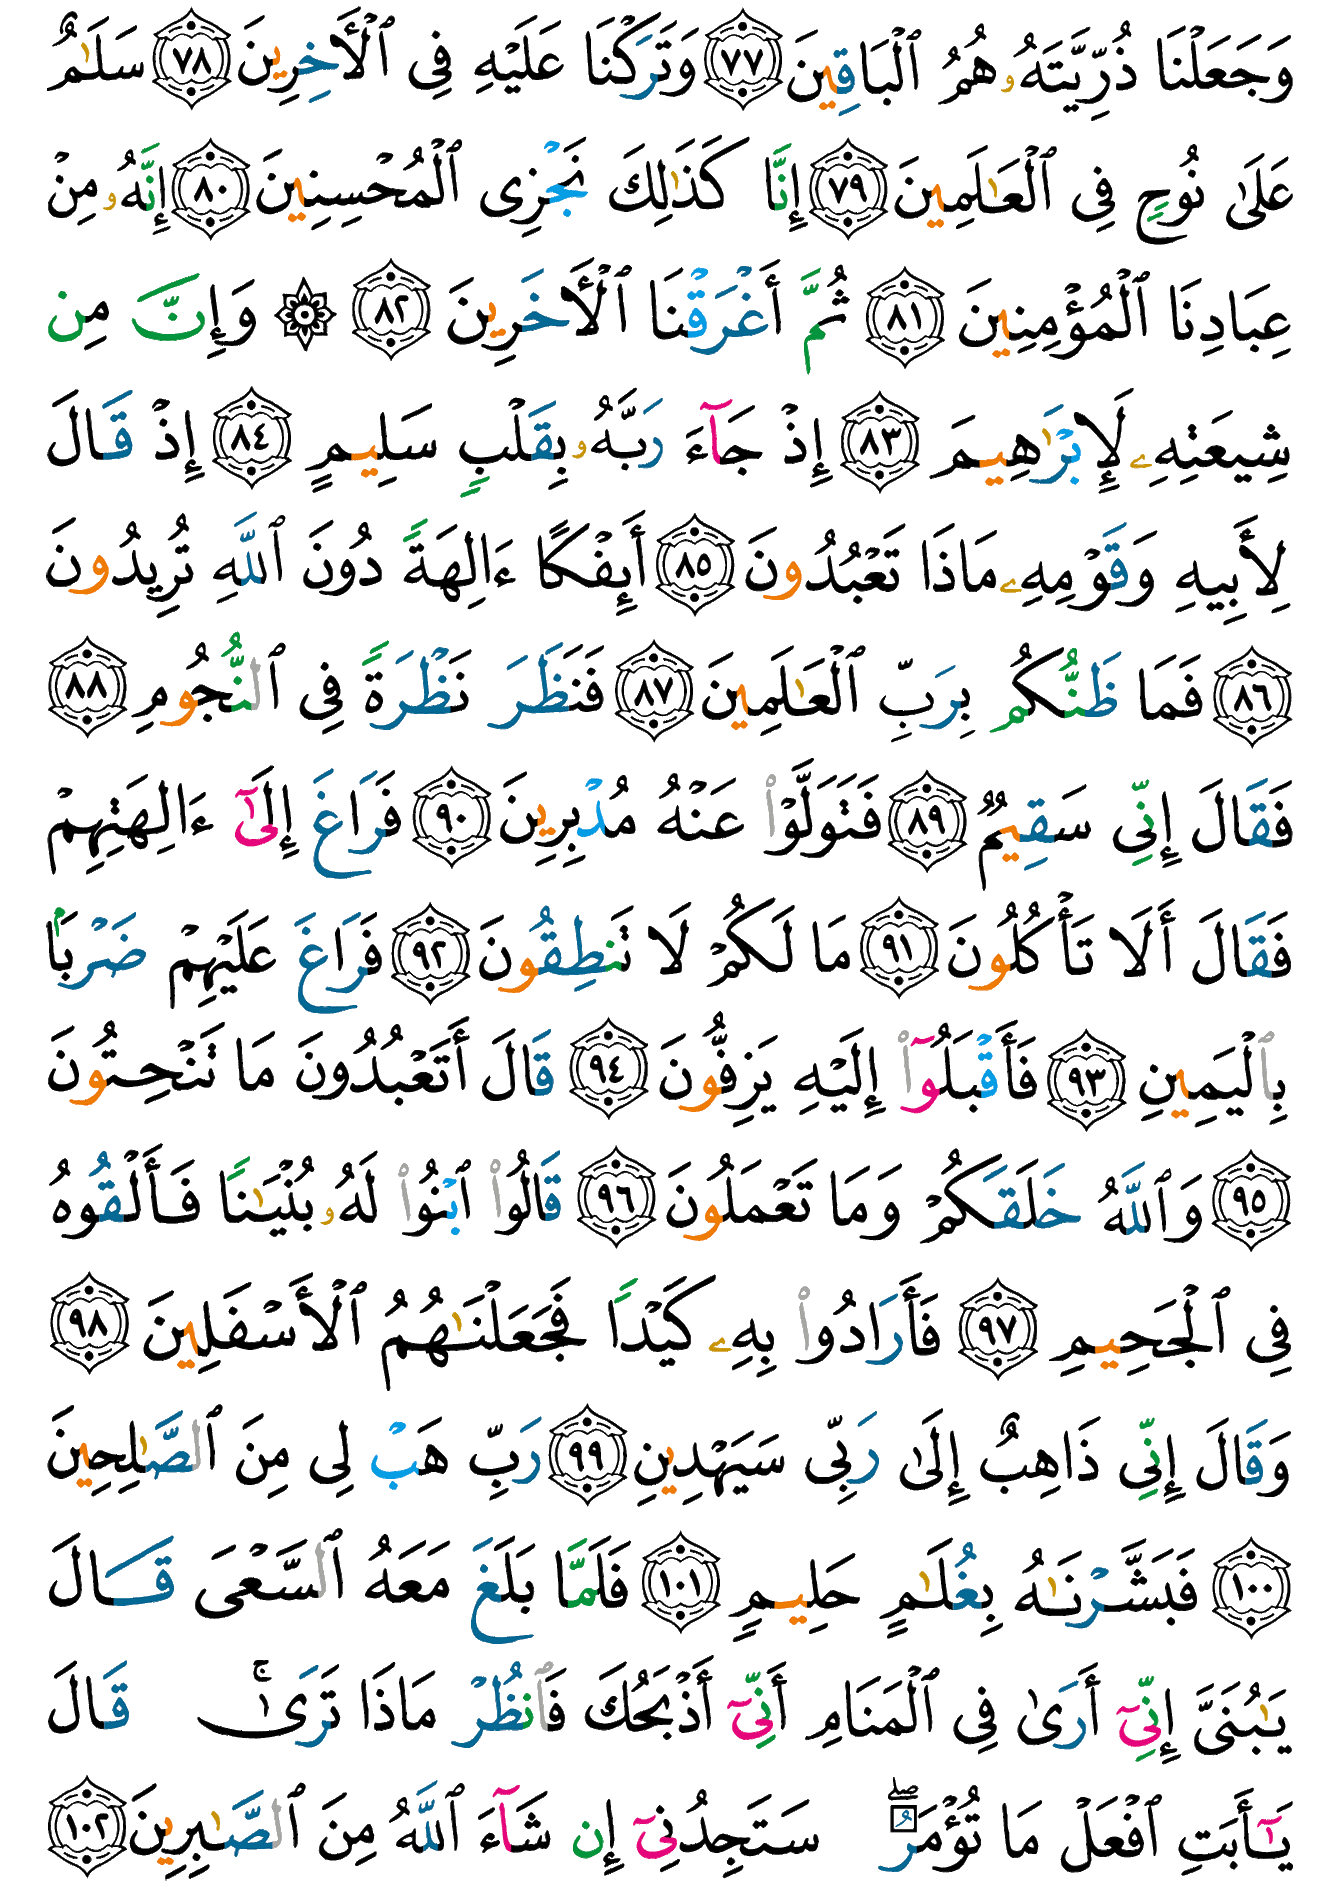 وَجَعَلْنَا ذُرِّيَّتَهُۥ هُمُ ٱلْبَاقِينَ ٧٧ وَتَرَكْنَا عَلَيْهِ فِى ٱلْأَخِرِينَ ٧٨ سَلَٰمٌ
عَلَىٰ نُوحٍ فِى ٱلْعَٰلَمِينَ ٧٩ إِنَّا كَذَٰلِكَ نَجْزِى ٱلْمُحْسِنِينَ ٨٠ إِنَّهُۥ مِنْ
عِبَادِنَا ٱلْمُؤْمِنِينَ ٨١ ثُمَّ أَغْرَقْنَا ٱلْأَخَرِينَ ٨٢ ۞ وَإِنَّ مِن
شِيعَتِهِۦ لَإِبْرَٰهِيمَ ٨٣ إِذْ جَآءَ رَبَّهُۥ بِقَلْبٍ سَلِيمٍ ٨٤ إِذْ قَالَ
لِأَبِيهِ وَقَوْمِهِۦ مَاذَا تَعْبُدُونَ ٨٥ أَئِفْكًا ءَالِهَةً دُونَ ٱللَّهِ تُرِيدُونَ
٨٦ فَمَا ظَنُّكُم بِرَبِّ ٱلْعَٰلَمِينَ ٨٧ فَنَظَرَ نَظْرَةً فِى ٱلنُّجُومِ ٨٨
فَقَالَ إِنِّى سَقِيمٌ ٨٩ فَتَوَلَّوْا۟ عَنْهُ مُدْبِرِينَ ٩٠ فَرَاغَ إِلَىٰٓ ءَالِهَتِهِمْ
فَقَالَ أَلَا تَأْكُلُونَ ٩١ مَا لَكُمْ لَا تَنطِقُونَ ٩٢ فَرَاغَ عَلَيْهِمْ ضَرْبَۢا
بِٱلْيَمِينِ ٩٣ فَأَقْبَلُوٓا۟ إِلَيْهِ يَزِفُّونَ ٩٤ قَالَ أَتَعْبُدُونَ مَا تَنْحِتُونَ
٩٥ وَٱللَّهُ خَلَقَكُمْ وَمَا تَعْمَلُونَ ٩٦ قَالُوا۟ ٱبْنُوا۟ لَهُۥ بُنْيَٰنًا فَأَلْقُوهُ
فِى ٱلْجَحِيمِ ٩٧ فَأَرَادُوا۟ بِهِۦ كَيْدًا فَجَعَلْنَٰهُمُ ٱلْأَسْفَلِينَ ٩٨
وَقَالَ إِنِّى ذَاهِبٌ إِلَىٰ رَبِّى سَيَهْدِينِ ٩٩ رَبِّ هَبْ لِى مِنَ ٱلصَّٰلِحِينَ
١٠٠ فَبَشَّرْنَٰهُ بِغُلَٰمٍ حَلِيمٍ ١٠١ فَلَمَّا بَلَغَ مَعَهُ ٱلسَّعْىَ قَالَ
يَٰبُنَىَّ إِنِّىٓ أَرَىٰ فِى ٱلْمَنَامِ أَنِّىٓ أَذْبَحُكَ فَٱنظُرْ مَاذَا تَرَىٰ ۚ قَالَ
يَٰٓأَبَتِ ٱفْعَلْ مَا تُؤْمَرُ ۖ سَتَجِدُنِىٓ إِن شَآءَ ٱللَّهُ مِنَ ٱلصَّٰبِرِينَ ١٠٢